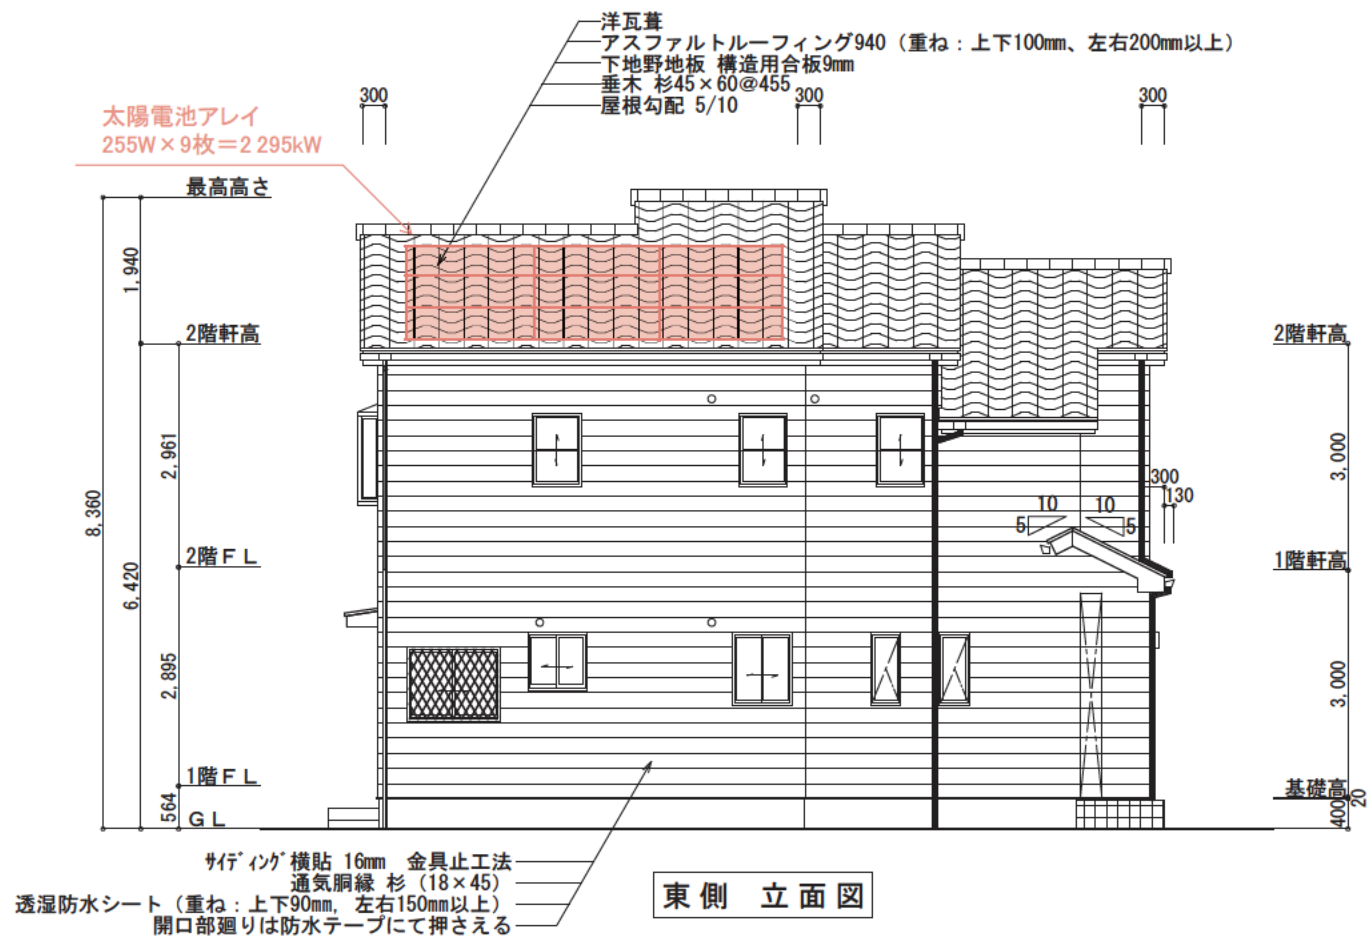 洋瓦葺
アスファルトルーフィング940（重ね：上下100mm、左右200mm以上）
下地野地板 構造用合板9mm
垂木 杉45×60@455
屋根勾配 5/10
300
300
300
太陽電池アレイ
255W×9枚＝2 295kW
最高高さ
1,940
2階軒高
2階軒高
2,961
3,000
8,360
300
130
10
10
5
5
2階ＦＬ
1階軒高
6,420
2,895
3,000
1階ＦＬ
基礎高
564
400
20
ＧＬ
ｻｲﾃﾞｨﾝｸﾞ横貼 16mm 金具止工法
通気胴縁 杉（18×45）
透湿防水シート（重ね：上下90mm, 左右150mm以上）
開口部廻りは防水テープにて押さえる
東側 立面図